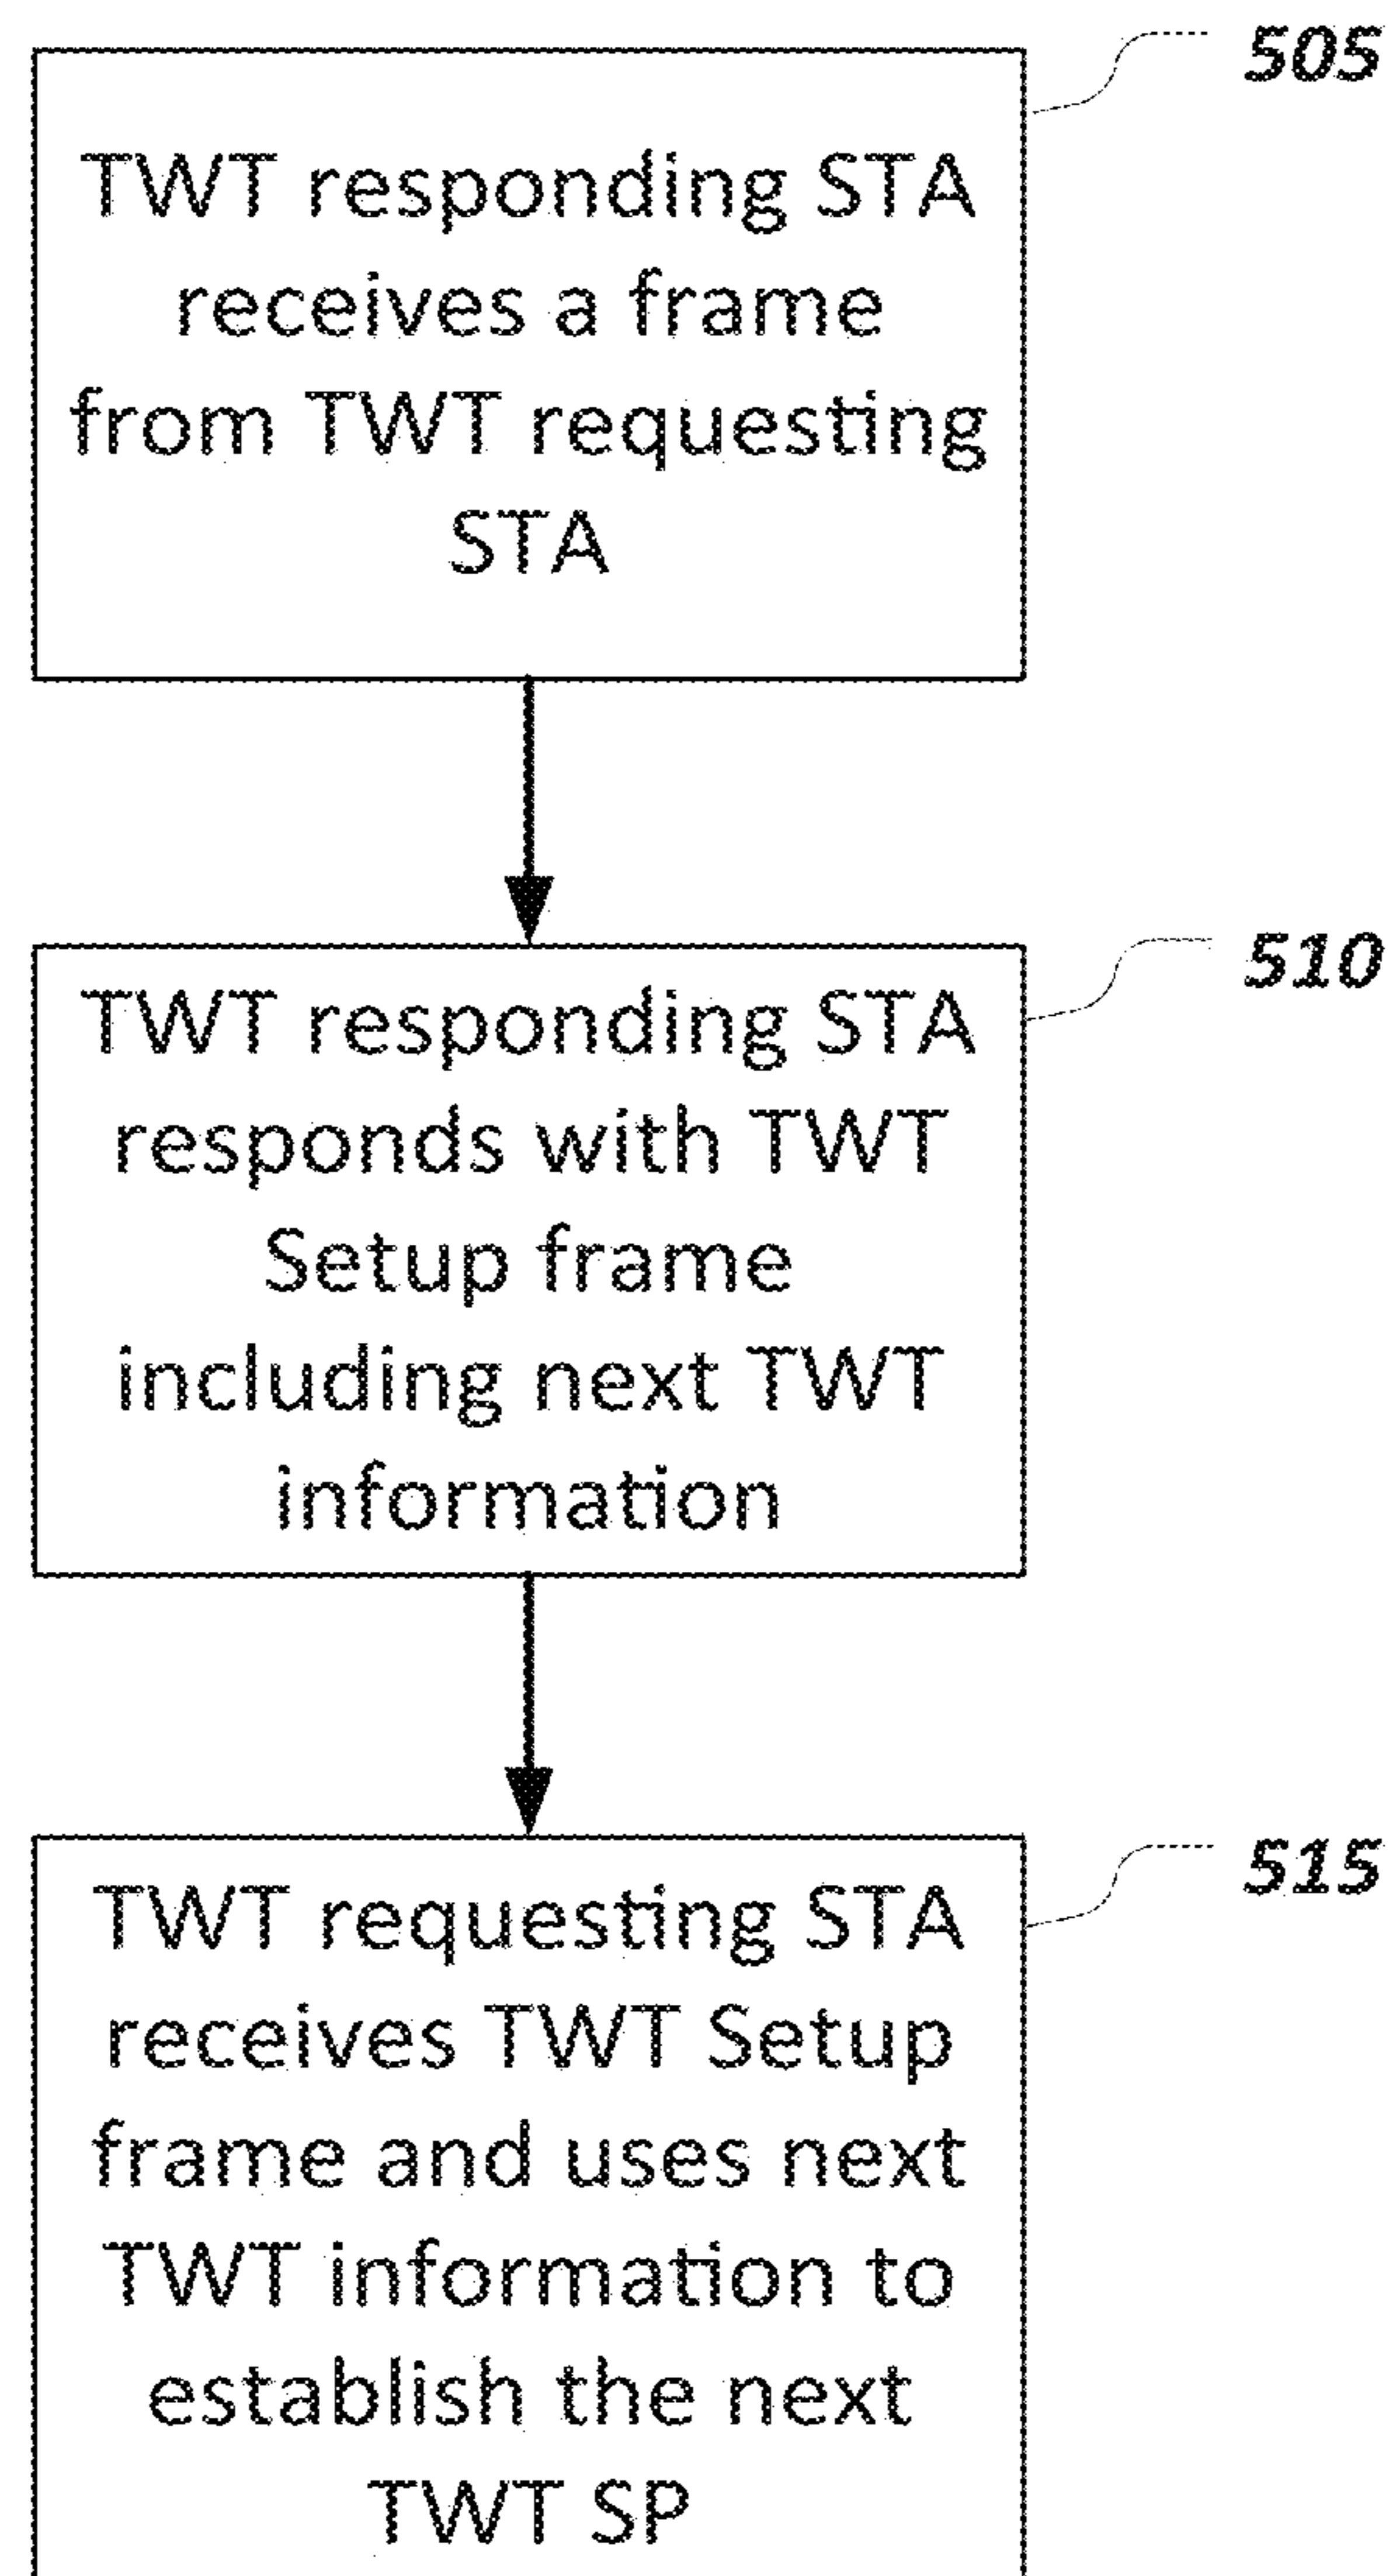 505
TWT responding STA
receives a frame
from TWT requesting
STA
510
TWT responding STA
responds with TWT
Setup frame
including next TWT
information
515
TWT requesting STA
receives TWT Setup
frame and uses next
TWT information to
establish the next
TWT SP